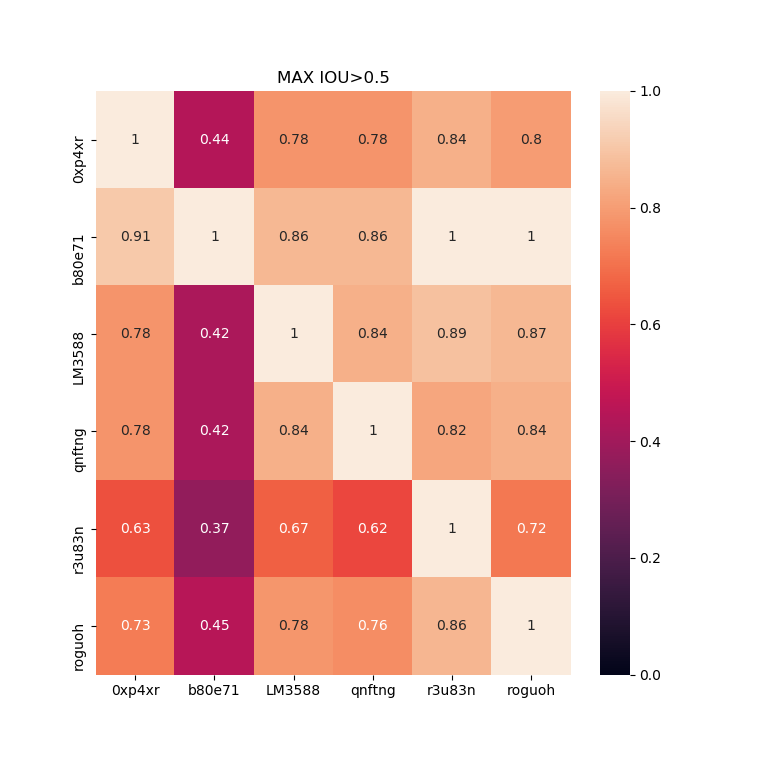 MAX IOU>0.5
0xp4xr 1 0.44 0.78 0.78 0.84 0.8
b80e71 0.91 1 0.86 0.86 1 1
LM3588 0.78 0.42 1 0.84 0.89 0.87
qnftng 0.78 0.42 0.84 1 0.82 0.84
r3u83n 0.63 0.37 0.67 0.62 1 0.72
roguoh 0.73 0.45 0.78 0.76 0.86 1
0xp4xr b80e71 LM3588 qnftng r3u83n roguoh
1.0
0.8
0.6
0.4
0.2
0.0